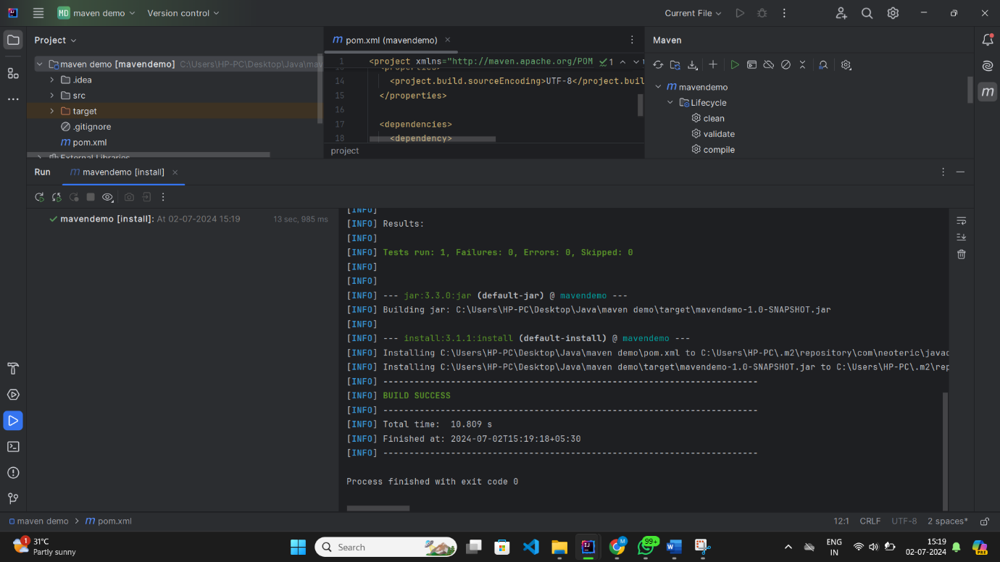 MD maven demo Version control Current File
Project
maven demo [mavendemo] C:\Users\HP-PC\Desktop\Java\mav
.idea
src
target
.gitignore
pom.xml
External Libraries
m pom.xml (mavendemo)
1 <project xmlns="http://maven.apache.org/POM 1
<properties>
14 <project.build.sourceEncoding>UTF-8</project.buil
15 </properties>
16
17 <dependencies>
18 <dependency>
project
Maven
m mavendemo
Lifecycle
clean
validate
compile
Run m mavendemo [install]
mavendemo [install]: At 02-07-2024 15:19 13 sec, 985 ms
[INFO]
[INFO] Results:
[INFO]
[INFO] Tests run: 1, Failures: 0, Errors: 0, Skipped: 0
[INFO]
[INFO]
[INFO] --- jar:3.3.0:jar (default-jar) @ mavendemo ---
[INFO] Building jar: C:\Users\HP-PC\Desktop\Java\maven demo\target\mavendemo-1.0-SNAPSHOT.jar
[INFO]
[INFO] --- install:3.1.1:install (default-install) @ mavendemo ---
[INFO] Installing C:\Users\HP-PC\Desktop\Java\maven demo\pom.xml to C:\Users\HP-PC\.m2\repository\com\neoteric\javac
[INFO] Installing C:\Users\HP-PC\Desktop\Java\maven demo\target\mavendemo-1.0-SNAPSHOT.jar to C:\Users\HP-PC\.m2\rep
[INFO] ------------------------------------------------------------------------
[INFO] BUILD SUCCESS
[INFO] ------------------------------------------------------------------------
[INFO] Total time:  10.809 s
[INFO] Finished at: 2024-07-02T15:19:18+05:30
[INFO] ------------------------------------------------------------------------
Process finished with exit code 0
maven demo > m pom.xml 12:1 CRLF UTF-8 2 spaces*
1 31°C
Partly sunny
Search
99+
ENG
IN
15:19
02-07-2024